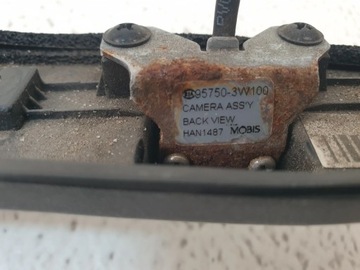 95750-3W100
CAMERA ASS'Y
BACK VIEW
HAN1487 MOBIS